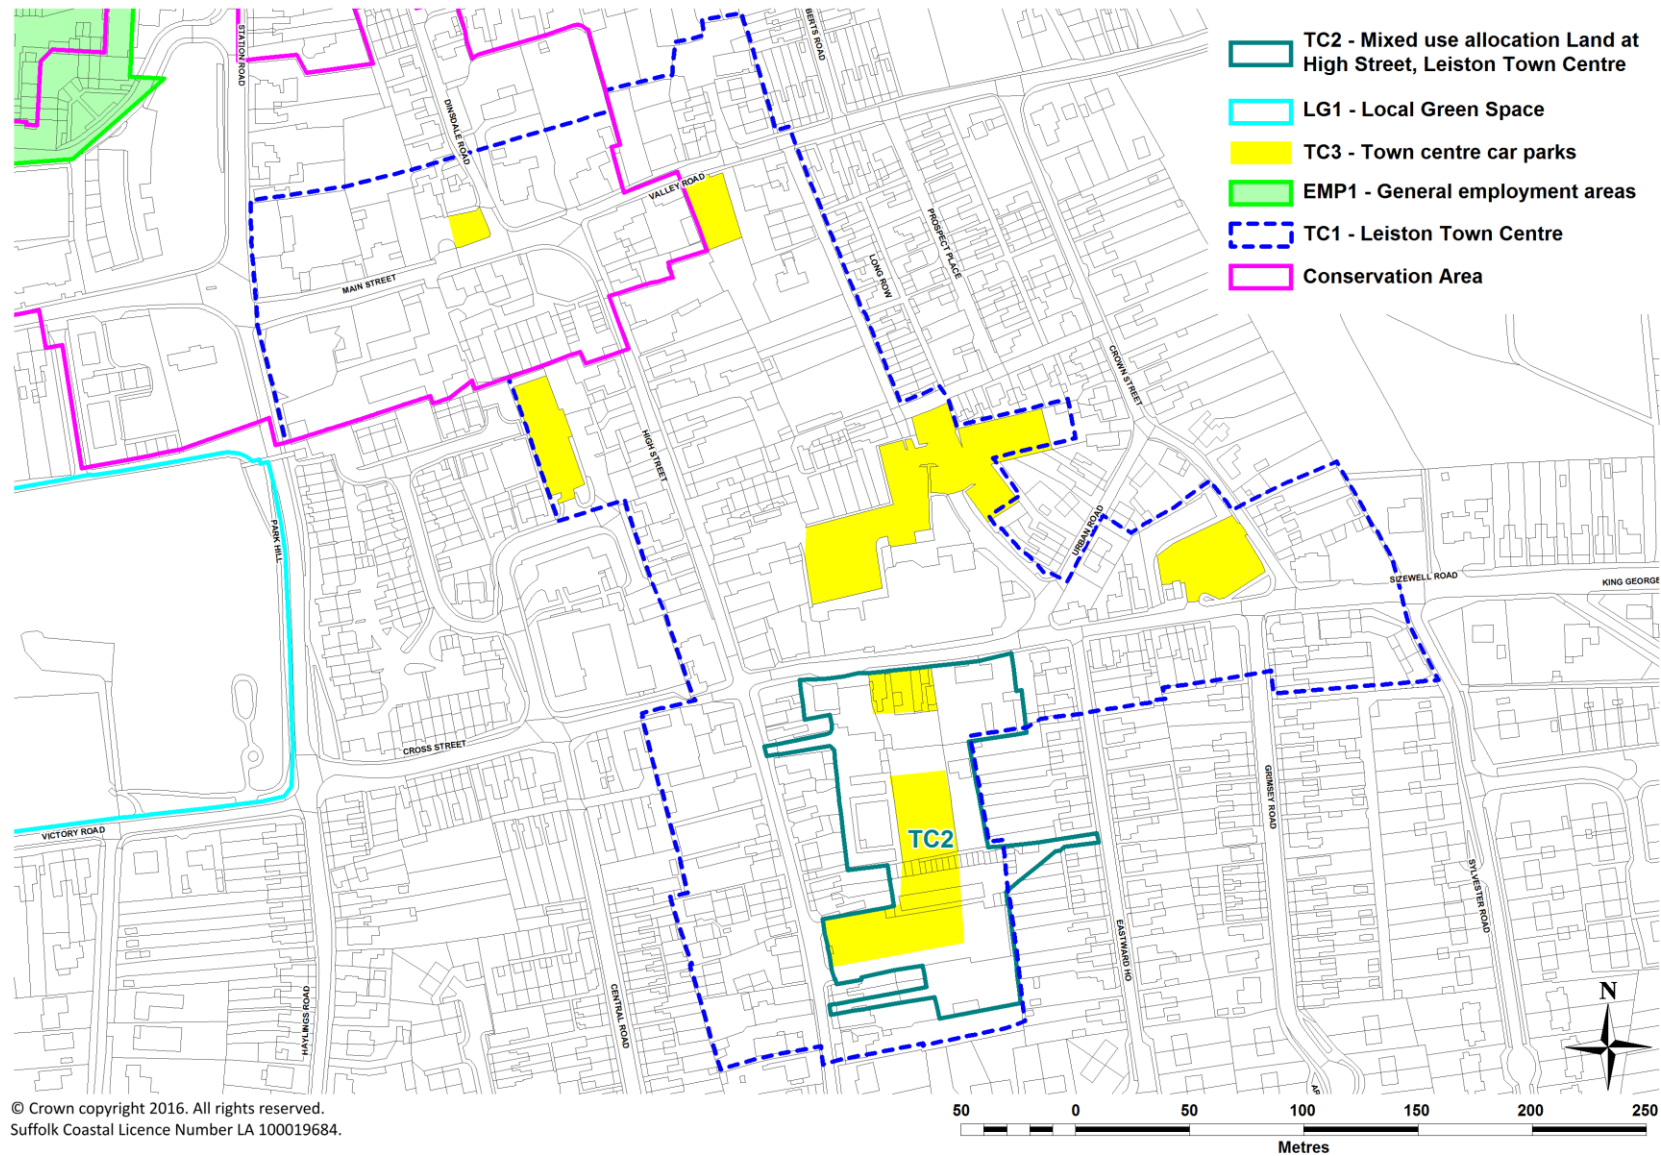 TC2 - Mixed use allocation Land at
High Street, Leiston Town Centre
LG1 - Local Green Space
TC3 - Town centre car parks
EMP1 - General employment areas
TC1 - Leiston Town Centre
Conservation Area
STATION ROAD
DINSDALE ROAD
BERTS ROAD
VALLEY ROAD
MAIN STREET
LONG ROW
PROSPECT PLACE
CROWN STREET
HIGH STREET
PARK HILL
URBAN ROAD
SIZEWELL ROAD
KING GEORGE
CROSS STREET
VICTORY ROAD
TC2
GRIMSEY ROAD
SYLVESTER ROAD
EASTWARD HO
CENTRAL ROAD
HAYLINGS ROAD
AR
N
© Crown copyright 2016. All rights reserved.
Suffolk Coastal Licence Number LA 100019684.
50 0 50 100 150 200 250
Metres